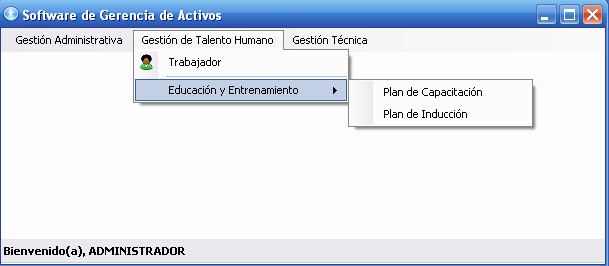 Software de Gerencia de Activos
Gestión Administrativa Gestión de Talento Humano Gestión Técnica
Trabajador
Educación y Entrenamiento
Plan de Capacitación
Plan de Inducción
Bienvenido(a), ADMINISTRADOR